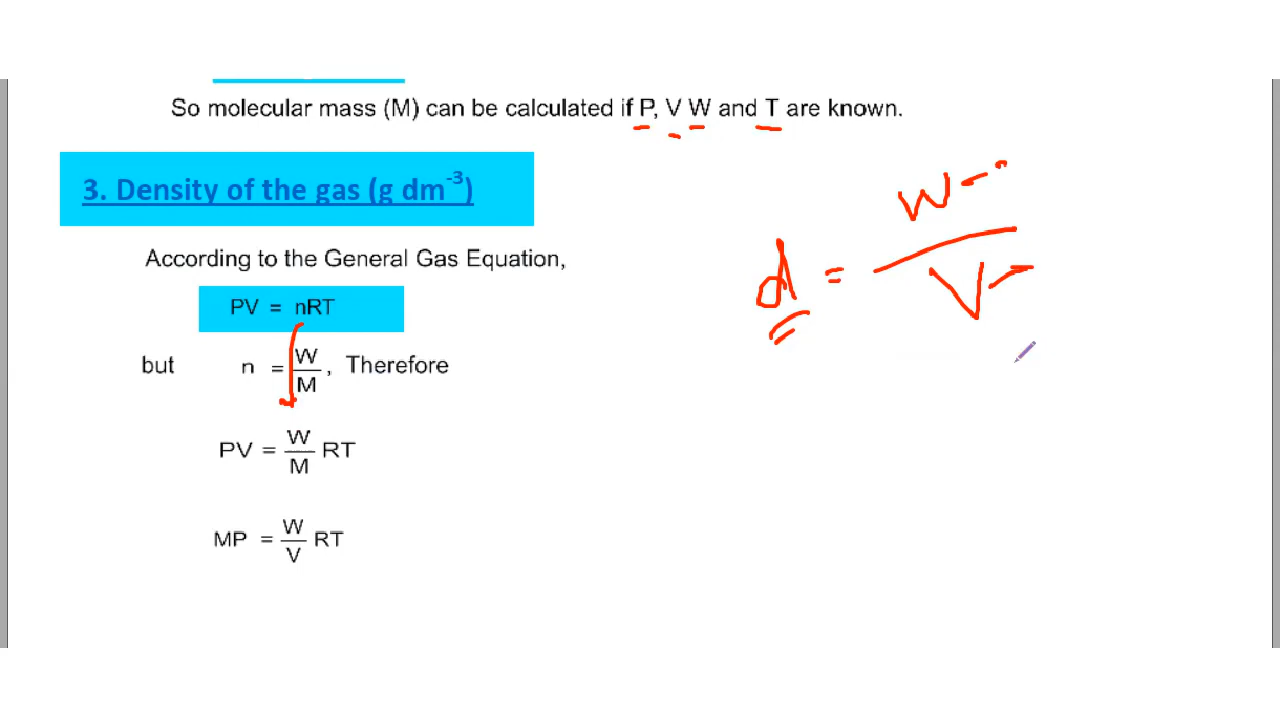 So molecular mass (M) can be calculated if P, V W and T are known.
3. Density of the gas (g dm⁻³)
According to the General Gas Equation,
PV = nRT
but n = W/M, Therefore
PV = W/M RT
MP = W/V RT
d = W/V